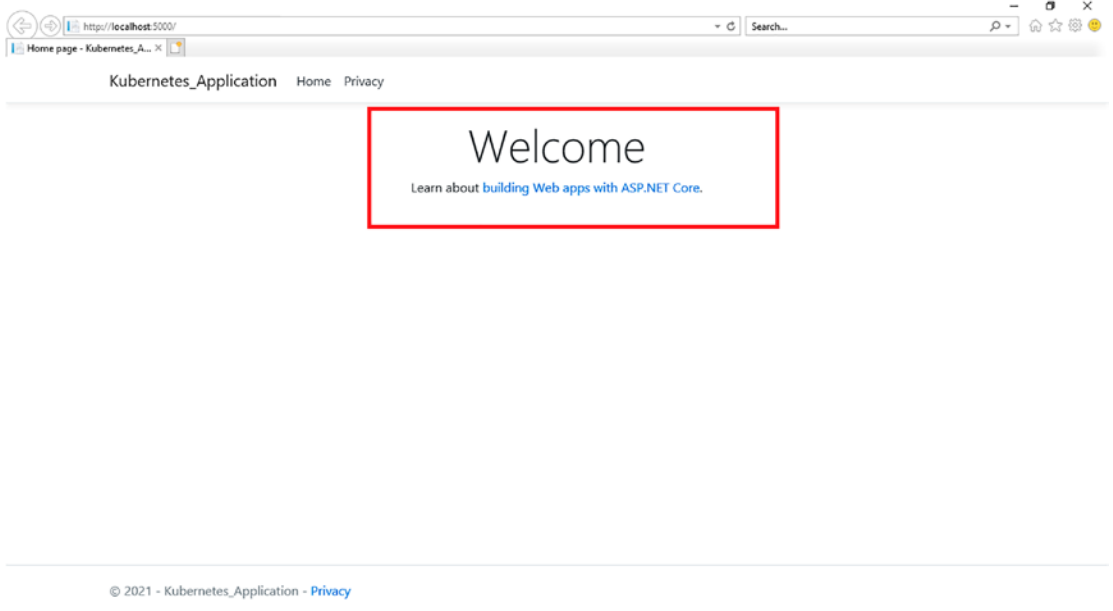 http://localhost:5000/
Search...
Home page - Kubernetes_A...
Kubernetes_Application Home Privacy
Welcome
Learn about building Web apps with ASP.NET Core.
© 2021 - Kubernetes_Application - Privacy